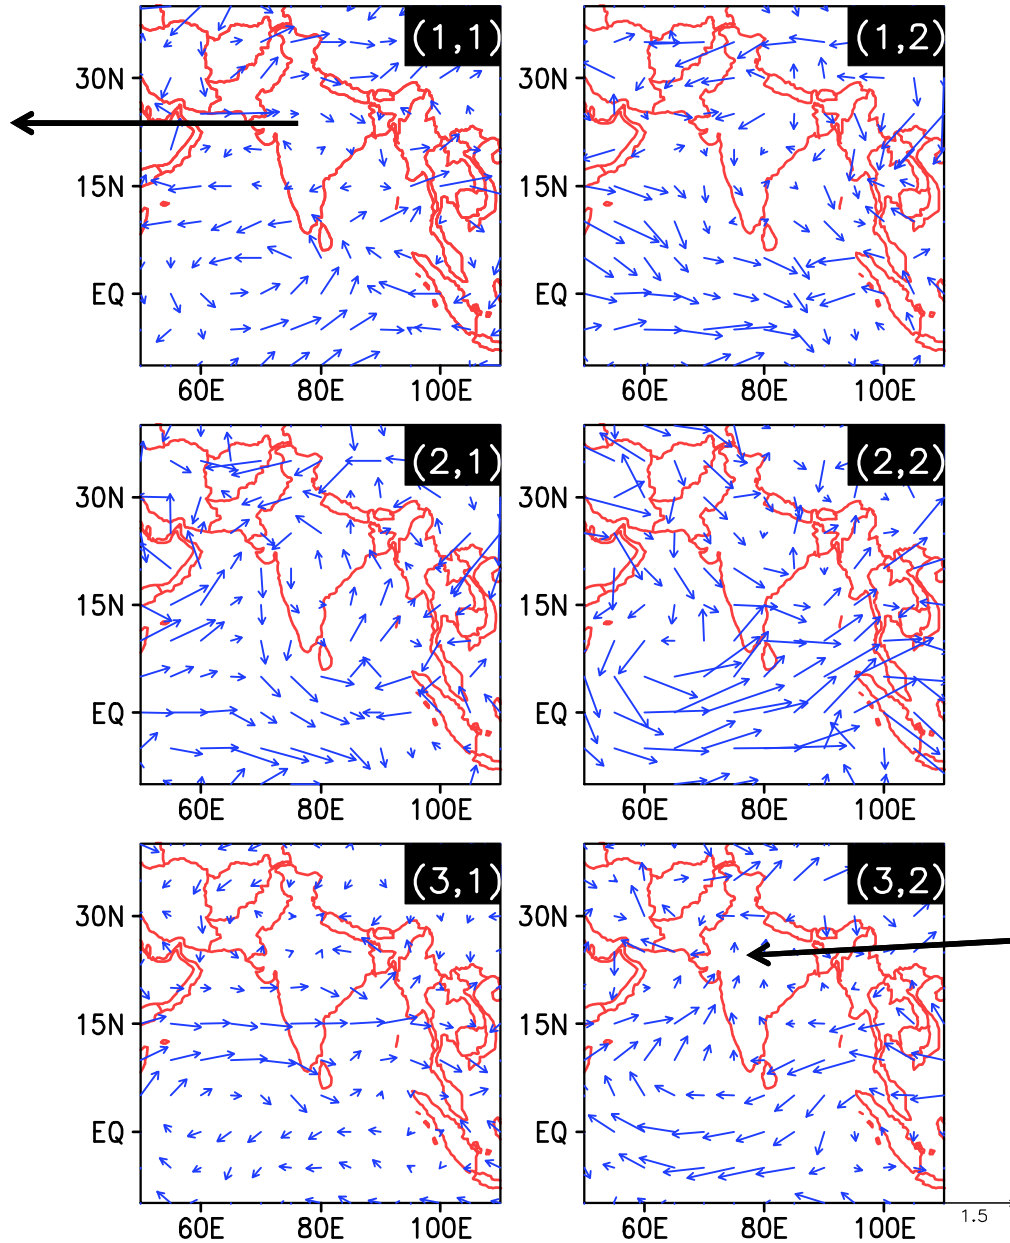 (1,1) (1,2)
30N
15N 15N
EQ EQ
30N
60E 80E 100E 60E 80E 100E
(2,1) (2,2)
30N 30N
15N 15N
EQ EQ
60E 80E 100E 60E 80E 100E
(3,1) (3,2)
30N 30N
15N 15N
EQ EQ
60E 80E 100E 60E 80E 100E
1.5